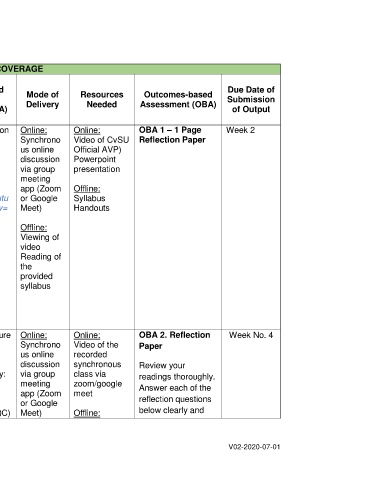 OVERAGE
d
A)
Mode of
Delivery
Resources
Needed
Outcomes-based
Assessment (OBA)
Due Date of
Submission
of Output
on
utu
v=
Online:
Synchrono
us online
discussion
via group
meeting
app (Zoom
or Google
Meet)
Offline:
Viewing of
video
Reading of
the
provided
syllabus
Online:
Video of CvSU
Official AVP)
Powerpoint
presentation
Offline:
Syllabus
Handouts
OBA 1 – 1 Page
Reflection Paper
Week 2
ure
y:
(C)
Online:
Synchrono
us online
discussion
via group
meeting
app (Zoom
or Google
Meet)
Online:
Video of the
recorded
synchronous
class via
zoom/google
meet
Offline:
OBA 2. Reflection
Paper
Review your
readings thoroughly.
Answer each of the
reflection questions
below clearly and
Week No. 4
V02-2020-07-01